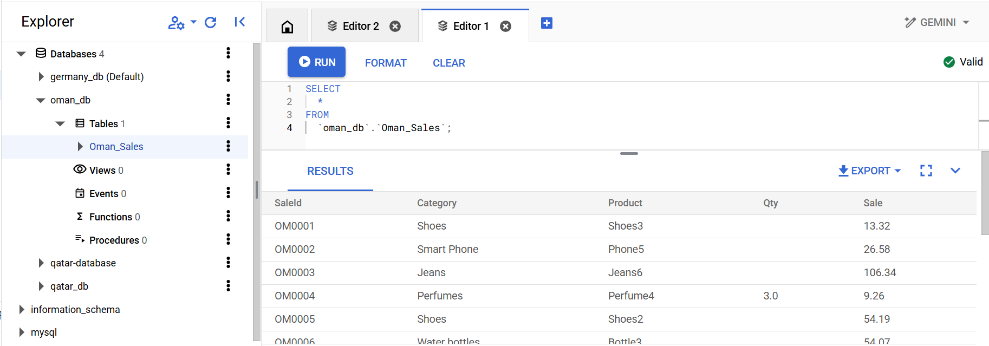 Explorer
Databases 4
germany_db (Default)
oman_db
Tables 1
Oman_Sales
Views 0
Events 0
Functions 0
Procedures 0
qatar-database
qatar_db
information_schema
mysql
Editor 2
Editor 1
GEMINI
RUN
FORMAT
CLEAR
Valid
1 SELECT
2 *
3 FROM
4 `oman_db`.`Oman_Sales`;
RESULTS
EXPORT
SaleId Category Product Qty Sale
OM0001 Shoes Shoes3 13.32
OM0002 Smart Phone Phone5 26.58
OM0003 Jeans Jeans6 106.34
OM0004 Perfumes Perfume4 3.0 9.26
OM0005 Shoes Shoes2 54.19
OM0006 Water bottles Bottle3 54.07